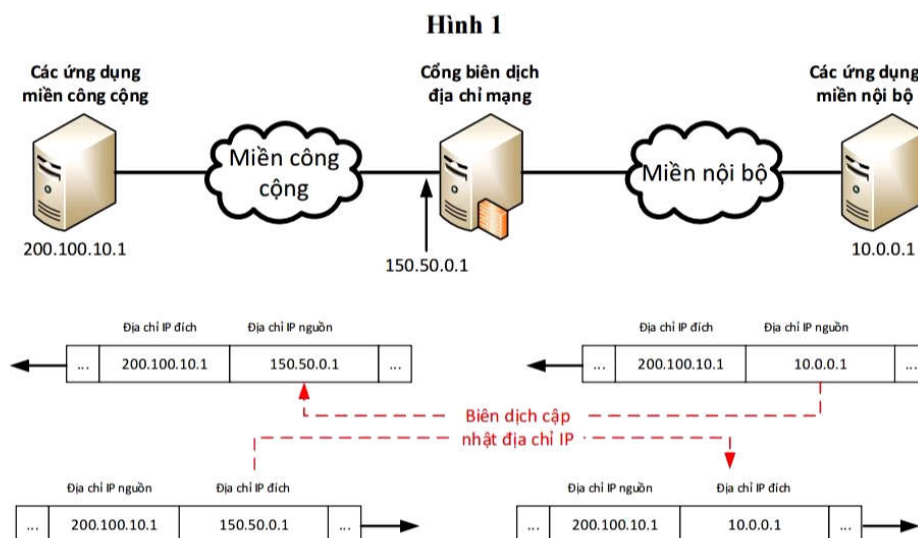 Hình 1
Các ứng dụng
miền công cộng
Cổng biên dịch
địa chỉ mạng
Các ứng dụng
miền nội bộ
Miền công
cộng
Miền nội bộ
200.100.10.1
150.50.0.1
10.0.0.1
Địa chỉ IP đích Địa chỉ IP nguồn
... 200.100.10.1 150.50.0.1 ...
Địa chỉ IP đích Địa chỉ IP nguồn
... 200.100.10.1 10.0.0.1 ...
Biên dịch cập
nhật địa chỉ IP
Địa chỉ IP nguồn Địa chỉ IP đích
... 200.100.10.1 150.50.0.1 ...
Địa chỉ IP nguồn Địa chỉ IP đích
... 200.100.10.1 10.0.0.1 ...